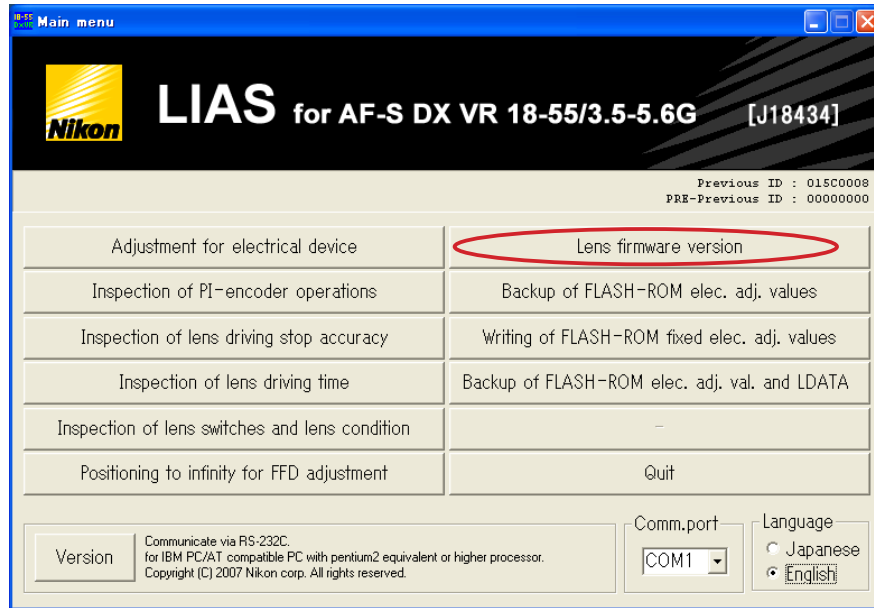 18-55
DxVR Main menu
Nikon
LIAS for AF-S DX VR 18-55/3.5-5.6G [J18434]
Previous ID : 015C0008
PRE-Previous ID : 00000000
Adjustment for electrical device
Lens firmware version
Inspection of PI-encoder operations
Backup of FLASH-ROM elec. adj. values
Inspection of lens driving stop accuracy
Writing of FLASH-ROM fixed elec. adj. values
Inspection of lens driving time
Backup of FLASH-ROM elec. adj. val. and LDATA
Inspection of lens switches and lens condition
-
Positioning to infinity for FFD adjustment
Quit
Version
Communicate via RS-232C.
for IBM PC/AT compatible PC with pentium2 equivalent or higher processor.
Copyright (C) 2007 Nikon corp. All rights reserved.
Comm.port
COM1
Language
Japanese
English